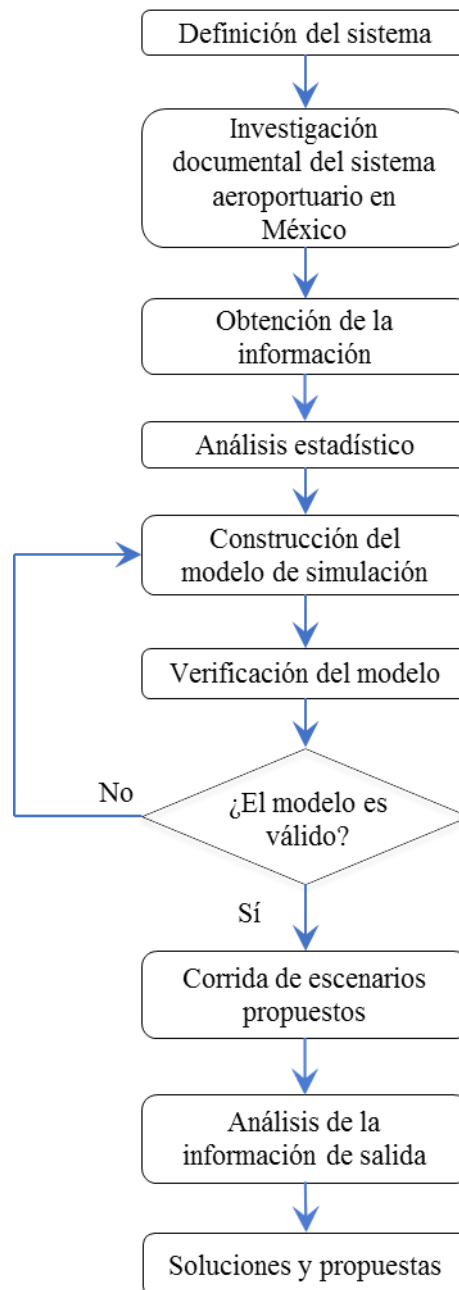 Definición del sistema
Investigación
documental del sistema
aeroportuario en
México
Obtención de la
información
Análisis estadístico
Construcción del
modelo de simulación
Verificación del modelo
¿El modelo es
válido?
No
Sí
Corrida de escenarios
propuestos
Análisis de la
información de salida
Soluciones y propuestas